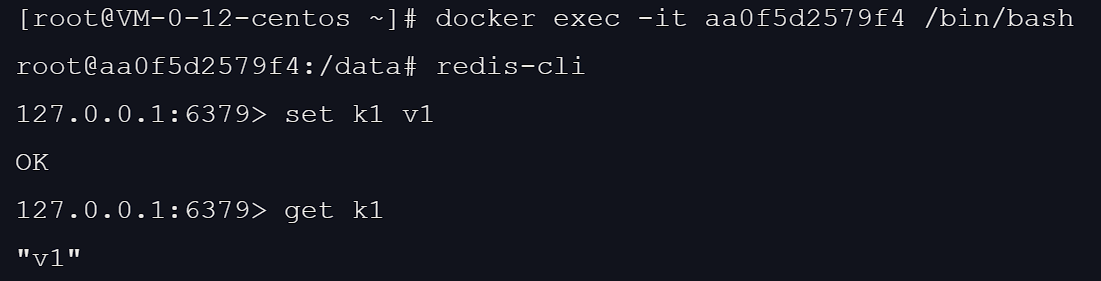 [root@VM-0-12-centos ~]# docker exec -it aa0f5d2579f4 /bin/bash
root@aa0f5d2579f4:/data# redis-cli
127.0.0.1:6379> set k1 v1
OK
127.0.0.1:6379> get k1
"v1"